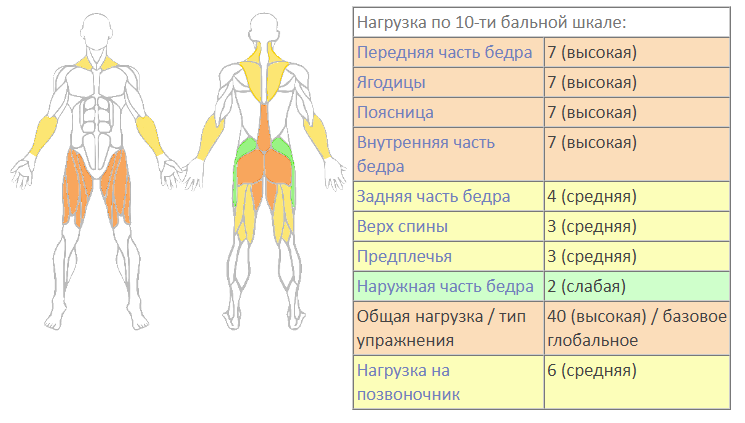 Нагрузка по 10-ти бальной шкале:
Передняя часть бедра 7 (высокая)
Ягодицы 7 (высокая)
Поясница 7 (высокая)
Внутренняя часть 7 (высокая)
бедра
Задняя часть бедра 4 (средняя)
Верх спины 3 (средняя)
Предплечья 3 (средняя)
Наружная часть бедра 2 (слабая)
Общая нагрузка / тип 40 (высокая) / базовое
упражнения глобальное
Нагрузка на 6 (средняя)
позвоночник